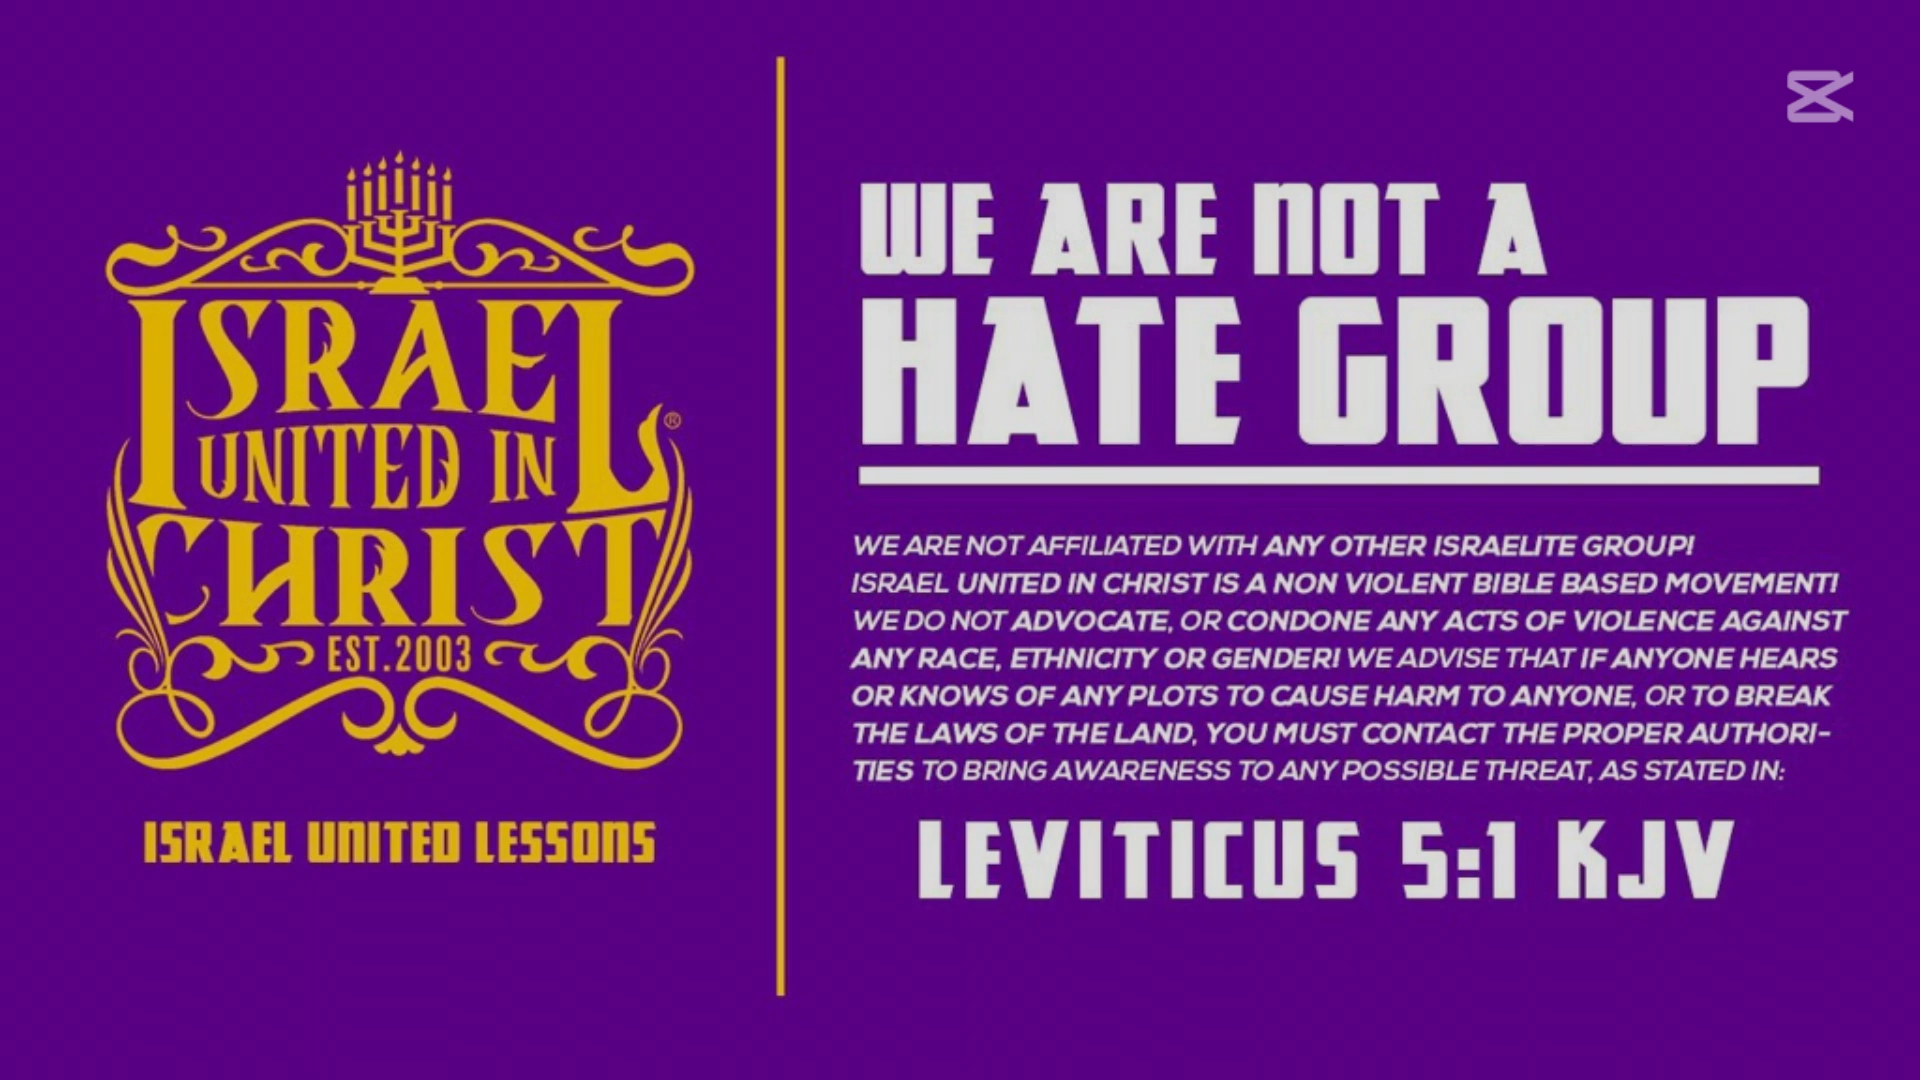 ISRAEL
UNITED IN
CHRIST
®
EST.2003
ISRAEL UNITED LESSONS
WE ARE NOT A
HATE GROUP
WE ARE NOT AFFILIATED WITH ANY OTHER ISRAELITE GROUP!
ISRAEL UNITED IN CHRIST IS A NON VIOLENT BIBLE BASED MOVEMENT!
WE DO NOT ADVOCATE, OR CONDONE ANY ACTS OF VIOLENCE AGAINST
ANY RACE, ETHNICITY OR GENDER! WE ADVISE THAT IF ANYONE HEARS
OR KNOWS OF ANY PLOTS TO CAUSE HARM TO ANYONE, OR TO BREAK
THE LAWS OF THE LAND, YOU MUST CONTACT THE PROPER AUTHORI-
TIES TO BRING AWARENESS TO ANY POSSIBLE THREAT, AS STATED IN:
LEVITICUS 5:1 KJV